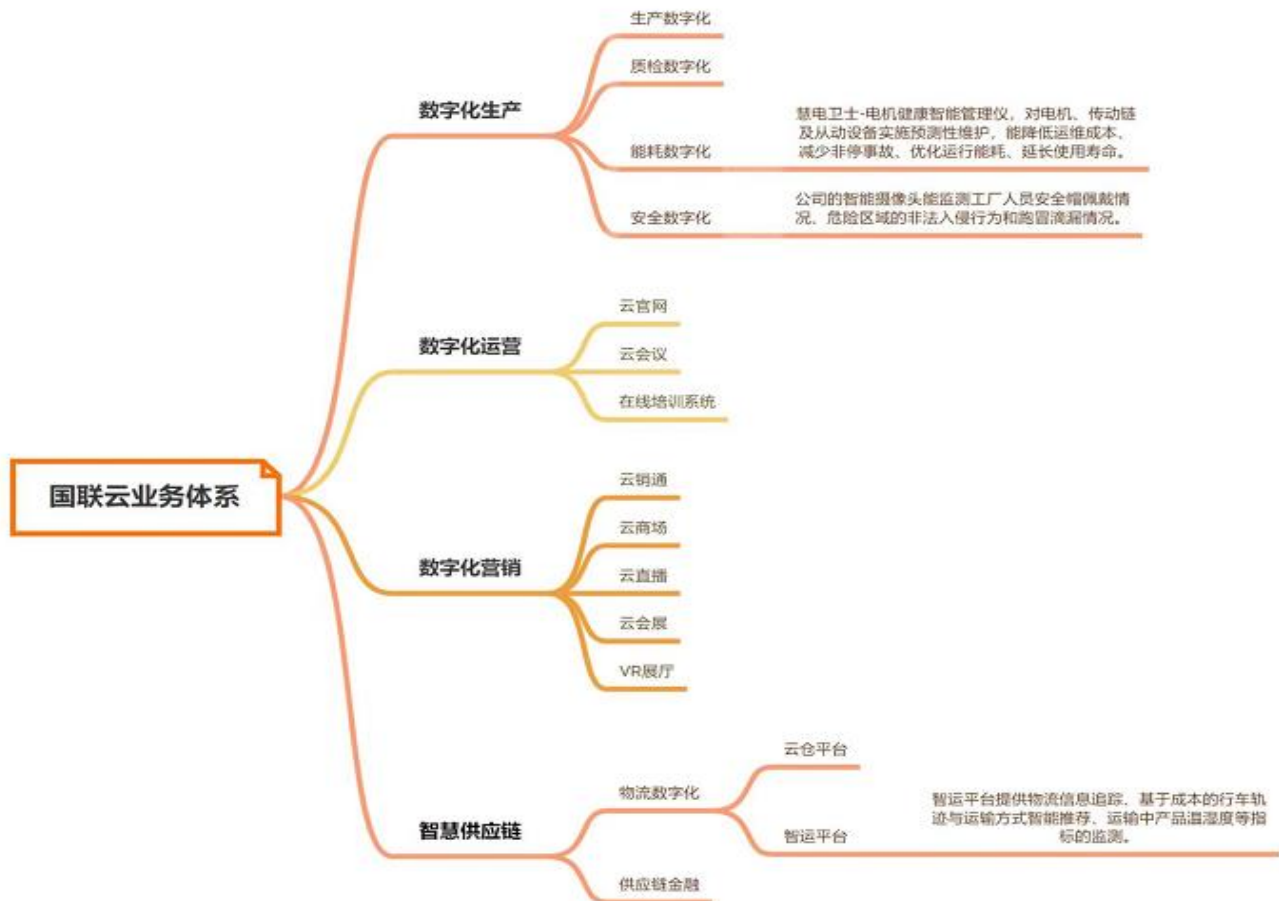 国联云业务体系
数字化生产
生产数字化
质检数字化
能耗数字化
慧电卫士-电机健康智能管理仪，对电机、传动链
及从动设备实施预测性维护，能降低运维成本、
减少非停事故、优化运行能耗、延长使用寿命。
安全数字化
公司的智能摄像头能监测工厂人员安全帽佩戴情
况、危险区域的非法入侵行为和跑冒滴漏情况。
数字化运营
云官网
云会议
在线培训系统
数字化营销
云销通
云商场
云直播
云会展
VR展厅
智慧供应链
物流数字化
云仓平台
智运平台
智运平台提供物流信息追踪、基于成本的行车轨
迹与运输方式智能推荐、运输中产品温湿度等指
标的监测。
供应链金融